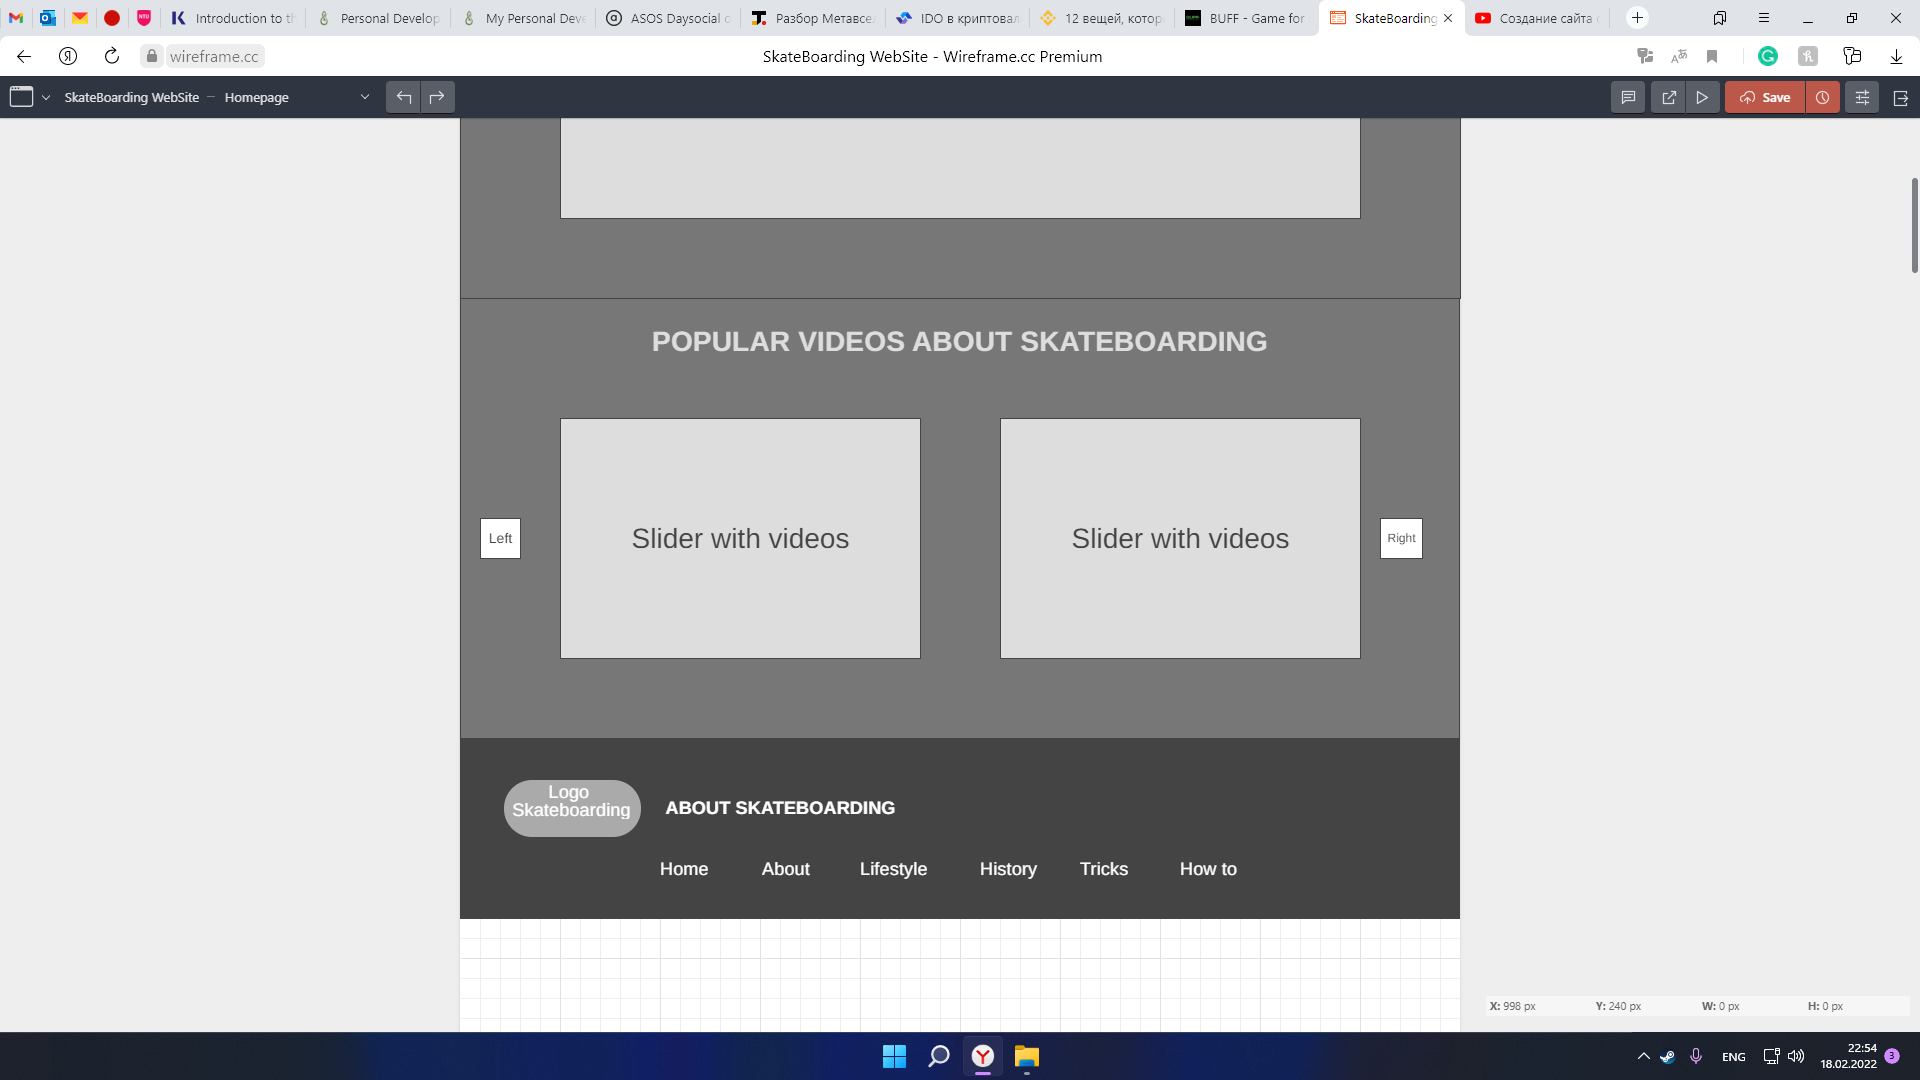 Introduction to th
Personal Develop
My Personal Deve
ASOS Daysocial o
Разбор Метавсел
IDO в криптовал
12 вещей, котор
BUFF - Game for
SkateBoarding
Создание сайта с
wireframe.cc
SkateBoarding WebSite - Wireframe.cc Premium
SkateBoarding WebSite — Homepage
Save
POPULAR VIDEOS ABOUT SKATEBOARDING
Left
Slider with videos
Slider with videos
Right
Logo
Skateboarding
ABOUT SKATEBOARDING
Home About Lifestyle History Tricks How to
X: 998 px Y: 240 px W: 0 px H: 0 px
ENG
22:54
18.02.2022
3